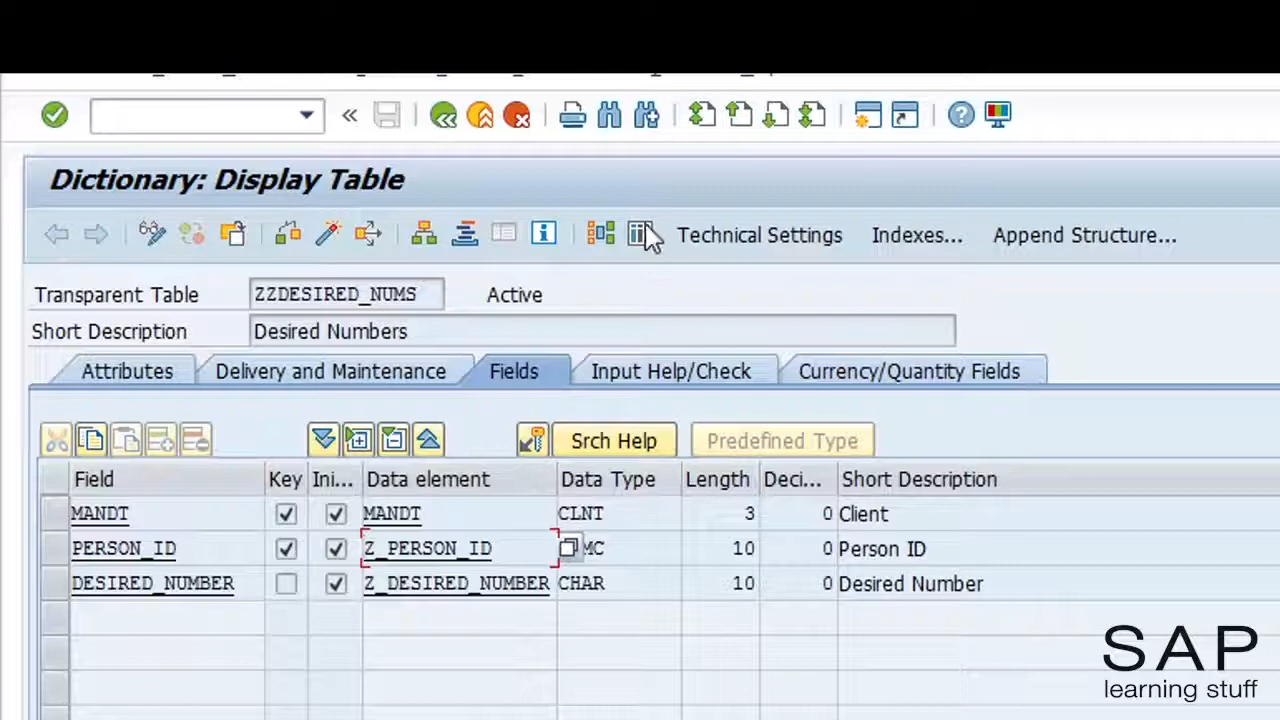 Dictionary: Display Table
Technical Settings Indexes... Append Structure...
Transparent Table ZZDESIRED_NUMS Active
Short Description Desired Numbers
Attributes Delivery and Maintenance Fields Input Help/Check Currency/Quantity Fields
Srch Help Predefined Type
Field Key Ini... Data element Data Type Length Deci... Short Description
MANDT MANDT CLNT 3 0 Client
PERSON_ID Z_PERSON_ID MC 10 0 Person ID
DESIRED_NUMBER Z_DESIRED_NUMBER CHAR 10 0 Desired Number
SAP
learning stuff